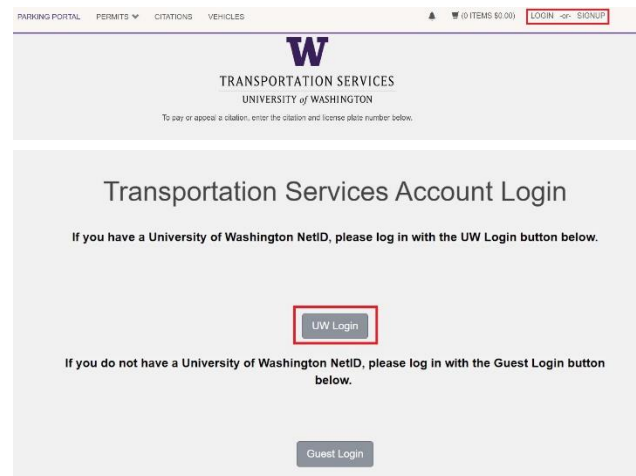 PARKING PORTAL PERMITS CITATIONS VEHICLES (0 ITEMS $0.00) LOGIN -or- SIGNUP
W
TRANSPORTATION SERVICES
UNIVERSITY of WASHINGTON
To pay or appeal a citation, enter the citation and license plate number below.
Transportation Services Account Login
If you have a University of Washington NetID, please log in with the UW Login button below.
UW Login
If you do not have a University of Washington NetID, please log in with the Guest Login button
below.
Guest Login